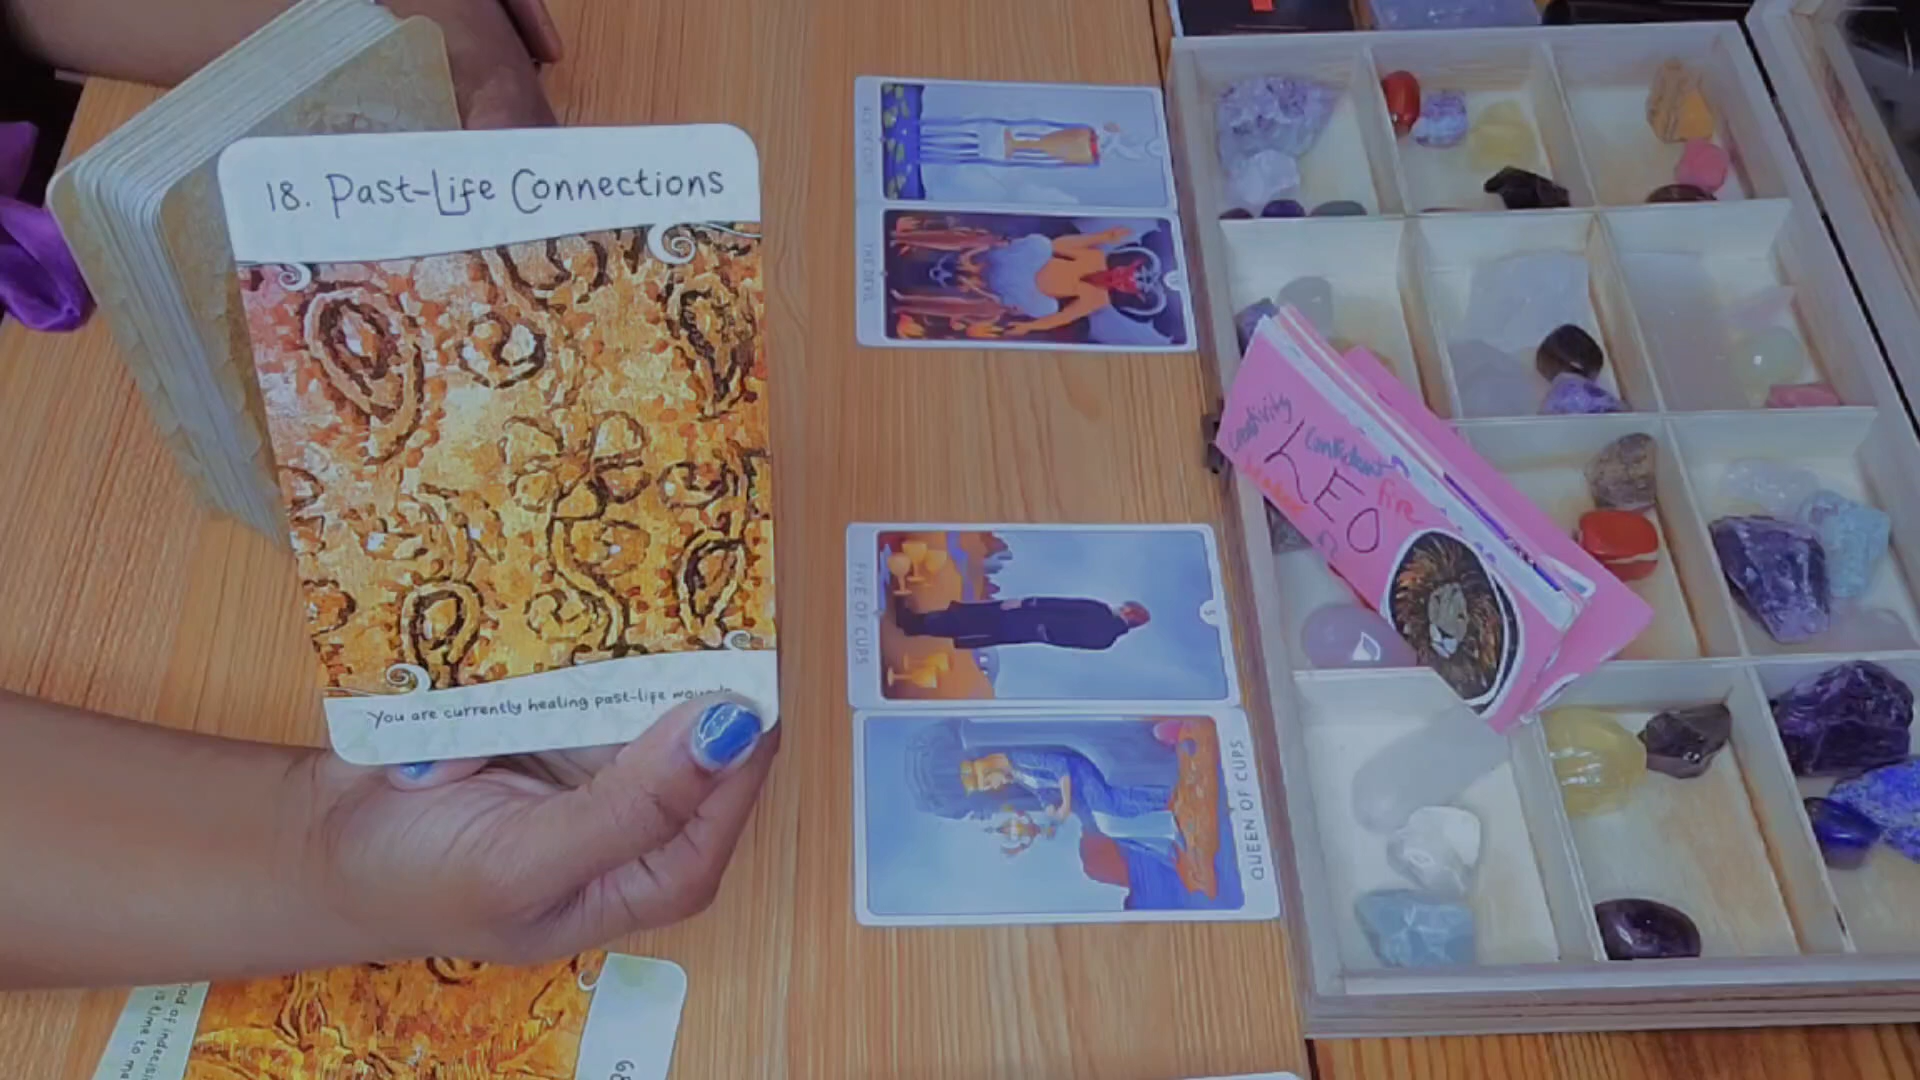 18. Past-Life Connections
You are currently healing past-life wounds
ACE OF CUPS
THE DEVIL
FIVE OF CUPS
5
QUEEN OF CUPS
Creativity
Confident
LEO
fire